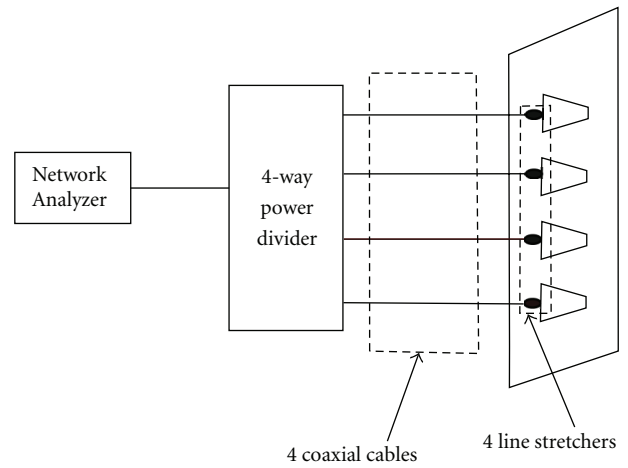 Network
Analyzer
4-way
power
divider
4 coaxial cables
4 line stretchers